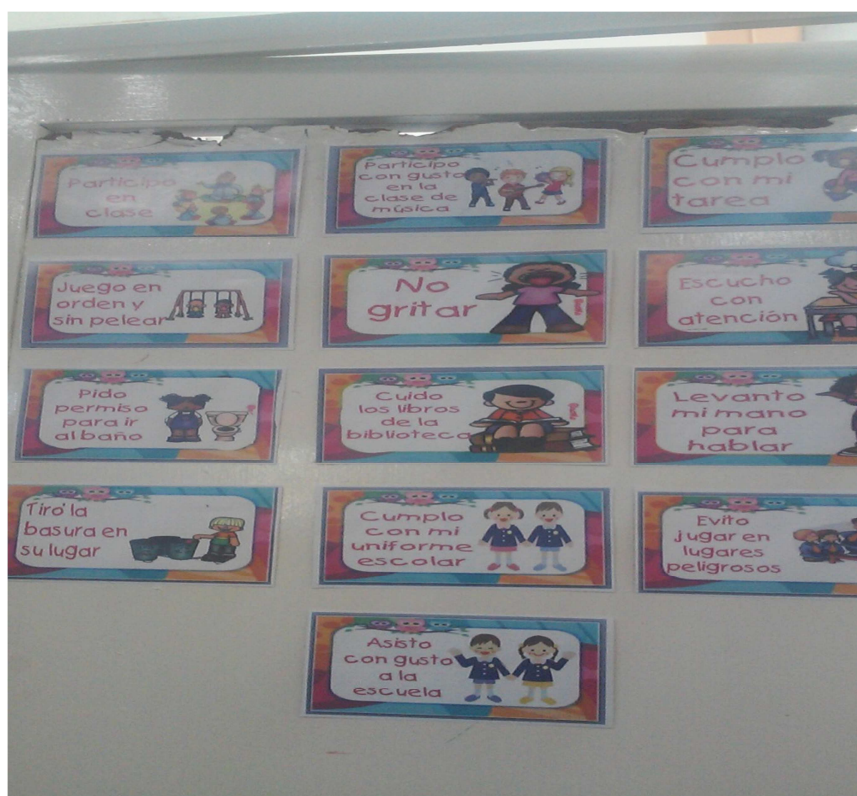 Participo
en
clase
Participo
con gusto
en la
clase de
música
Cumplo
con mi
tarea
Juego en
orden y
sin pelear
No
gritar
Escucho
con
atención
Pido
permiso
para ir
al baño
Cuido
los libros
de la
biblioteca
Levanto
mi mano
para
hablar
Tiro la
basura en
su lugar
Cumplo
con mi
uniforme
escolar
Evito
jugar en
lugares
peligrosos
Asisto
con gusto
a la
escuela